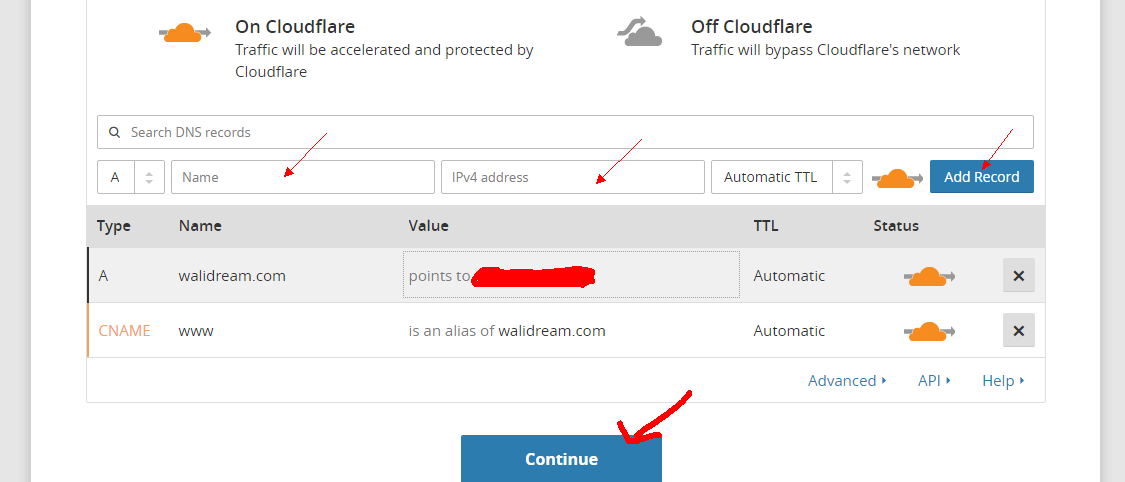 On Cloudflare
Traffic will be accelerated and protected by
Cloudflare
Off Cloudflare
Traffic will bypass Cloudflare's network
Search DNS records
A Name IPv4 address Automatic TTL Add Record
Type Name Value TTL Status
A walidream.com points to Automatic
CNAME www is an alias of walidream.com Automatic
Advanced API Help
Continue